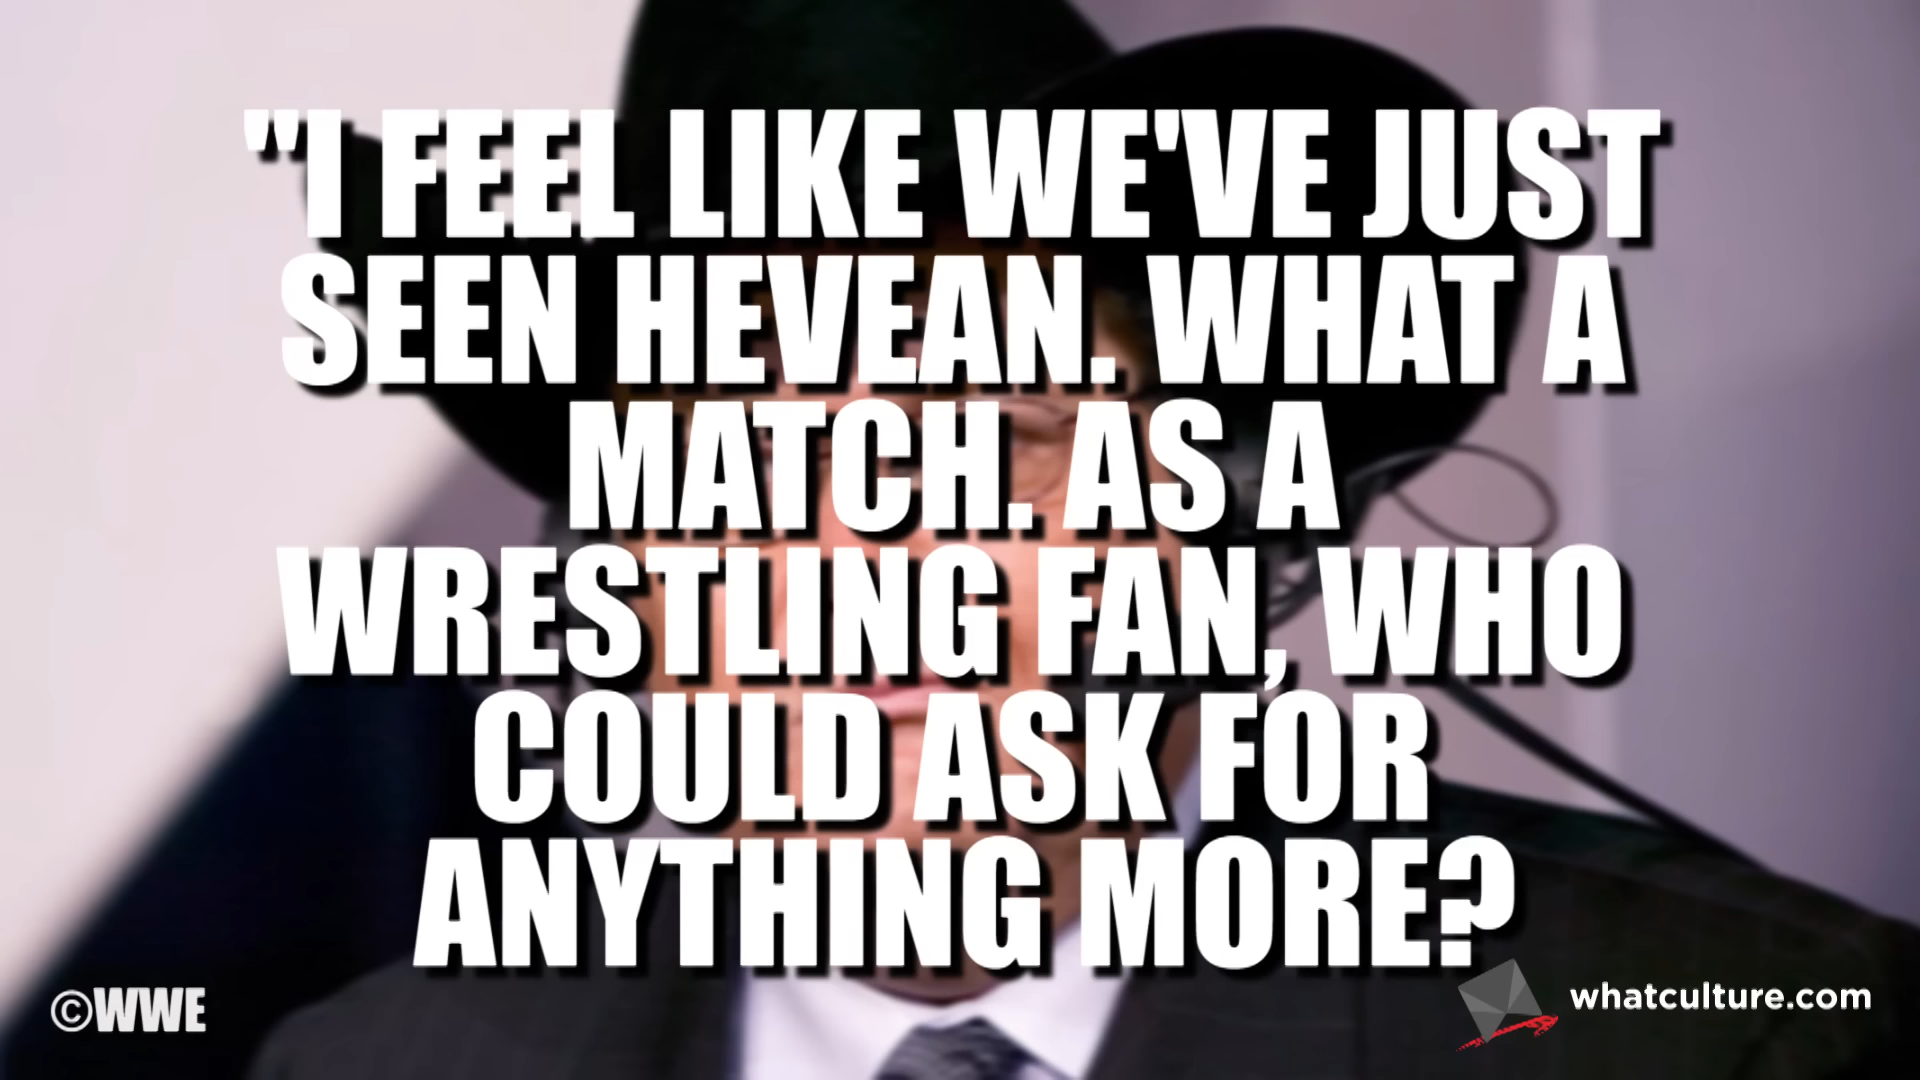 "I FEEL LIKE WE'VE JUST
SEEN HEVEAN. WHAT A
MATCH. AS A
WRESTLING FAN, WHO
COULD ASK FOR
ANYTHING MORE?
©WWE
whatculture.com